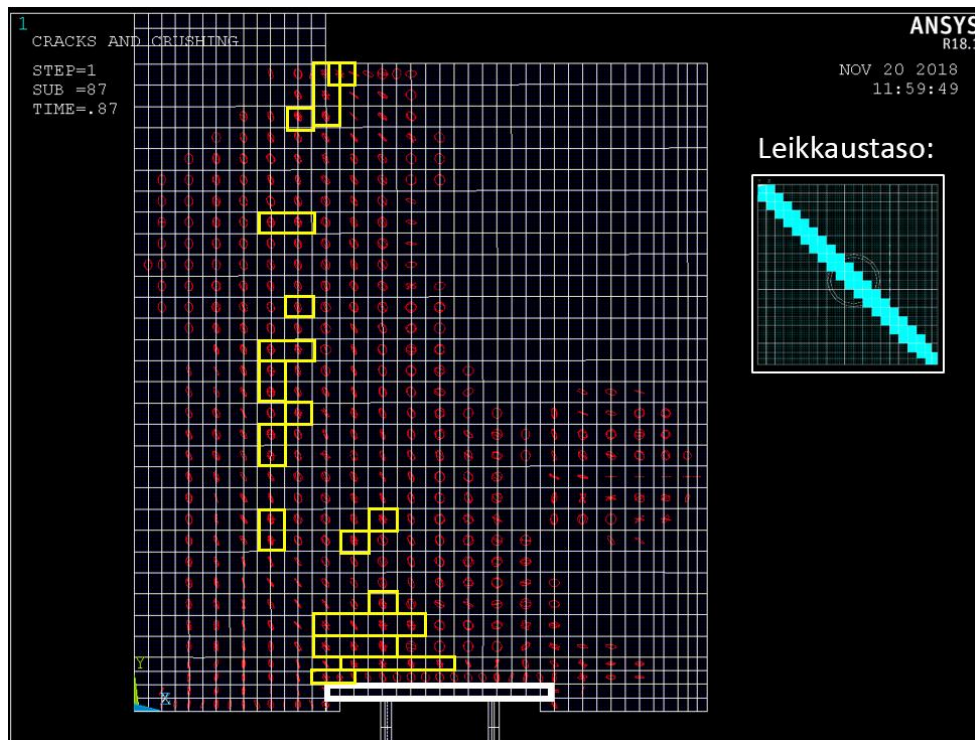 1
CRACKS AND CRUSHING
STEP=1
SUB =87
TIME=.87
ANSYS
NOV 20 2018
11:59:49
Leikkaustaso:
Y
X